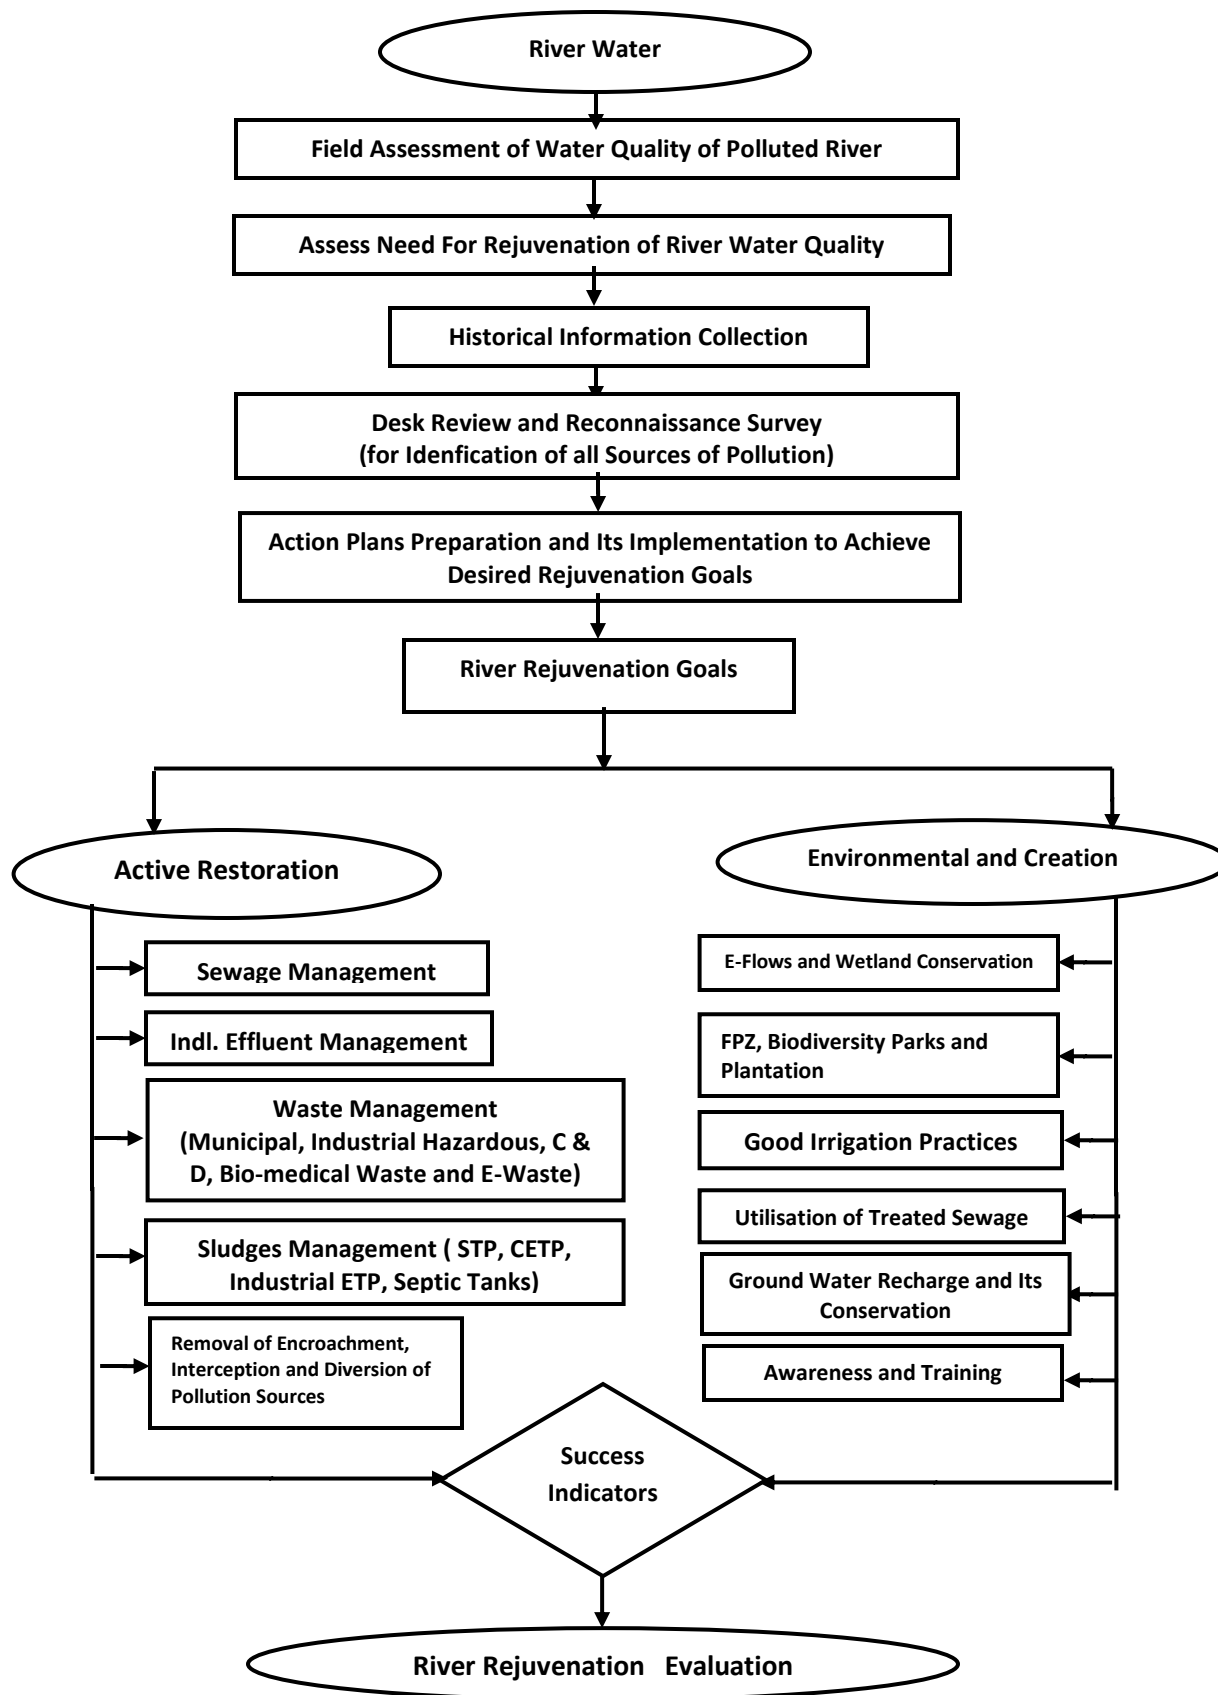 River Water
Field Assessment of Water Quality of Polluted River
Assess Need For Rejuvenation of River Water Quality
Historical Information Collection
Desk Review and Reconnaissance Survey
(for Idenfication of all Sources of Pollution)
Action Plans Preparation and Its Implementation to Achieve
Desired Rejuvenation Goals
River Rejuvenation Goals
Active Restoration
Sewage Management
Indl. Effluent Management
Waste Management
(Municipal, Industrial Hazardous, C &
D, Bio-medical Waste and E-Waste)
Sludges Management ( STP, CETP,
Industrial ETP, Septic Tanks)
Removal of Encroachment,
Interception and Diversion of
Pollution Sources
Environmental and Creation
E-Flows and Wetland Conservation
FPZ, Biodiversity Parks and
Plantation
Good Irrigation Practices
Utilisation of Treated Sewage
Ground Water Recharge and Its
Conservation
Awareness and Training
Success
Indicators
River Rejuvenation Evaluation